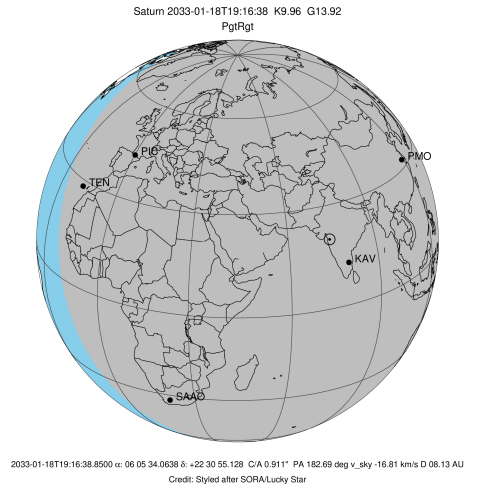 Saturn 2033-01-18T19:16:38 K9.96 G13.92
PgtRgt
PIC
PMO
TEN
KAV
SAAO
2033-01-18T19:16:38.8500 α: 06 05 34.0638 δ: +22 30 55.128 C/A 0.911" PA 182.69 deg v_sky -16.81 km/s D 08.13 AU
Credit: Styled after SORA/Lucky Star